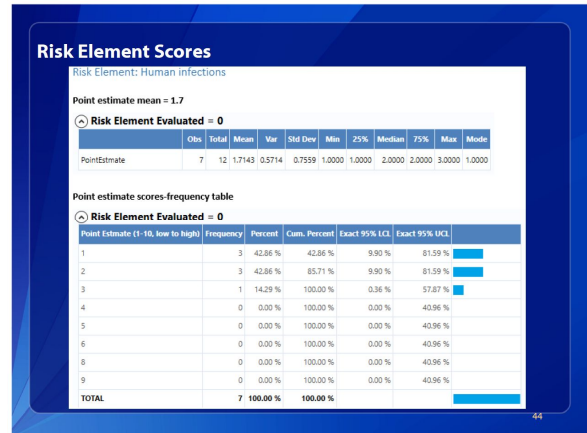 Risk Element Scores
Risk Element: Human infections
Point estimate mean = 1.7
Risk Element Evaluated = 0
Obs Total Mean Var Std Dev Min 25% Median 75% Max Mode
PointEstmate 7 12 1.7143 0.5714 0.7559 1.0000 1.0000 2.0000 2.0000 3.0000 1.0000
Point estimate scores-frequency table
Risk Element Evaluated = 0
Point Estmate (1-10, low to high) Frequency Percent Cum. Percent Exact 95% LCL Exact 95% UCL
1 3 42.86 % 42.86 % 9.90 % 81.59 %
2 3 42.86 % 85.71 % 9.90 % 81.59 %
3 1 14.29 % 100.00 % 0.36 % 57.87 %
4 0 0.00 % 100.00 % 0.00 % 40.96 %
5 0 0.00 % 100.00 % 0.00 % 40.96 %
6 0 0.00 % 100.00 % 0.00 % 40.96 %
8 0 0.00 % 100.00 % 0.00 % 40.96 %
9 0 0.00 % 100.00 % 0.00 % 40.96 %
TOTAL 7 100.00 % 100.00 %
44